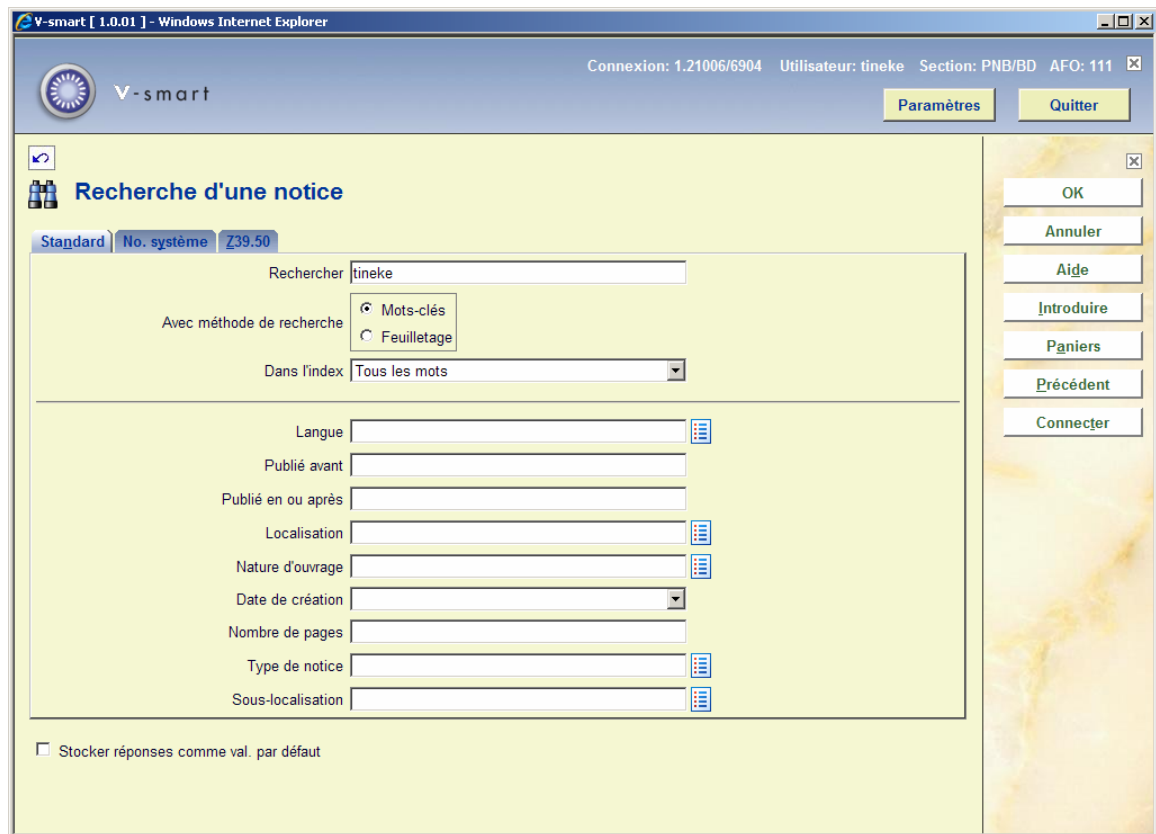 V-smart [ 1.0.01 ] - Windows Internet Explorer
Connexion: 1.21006/6904 Utilisateur: tineke Section: PNB/BD AFO: 111
V-smart
Paramètres Quitter
Recherche d'une notice
Standard No. système Z39.50
Rechercher tineke
Avec méthode de recherche
Mots-clés
Feuilletage
Dans l'index Tous les mots
Langue
Publié avant
Publié en ou après
Localisation
Nature d'ouvrage
Date de création
Nombre de pages
Type de notice
Sous-localisation
Stocker réponses comme val. par défaut
OK
Annuler
Aide
Introduire
Paniers
Précédent
Connecter